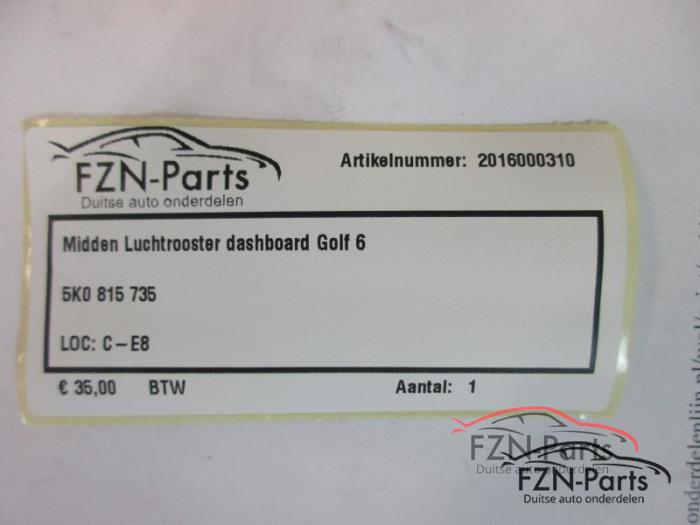 FZN-Parts
Duitse auto onderdelen
Artikelnummer: 2016000310
Midden Luchtrooster dashboard Golf 6
5K0 815 735
LOC: C-E8
€ 35,00 BTW Aantal: 1
FZN-Parts
Duitse auto onderdelen
FZN-Parts
Duitse auto onderdelen